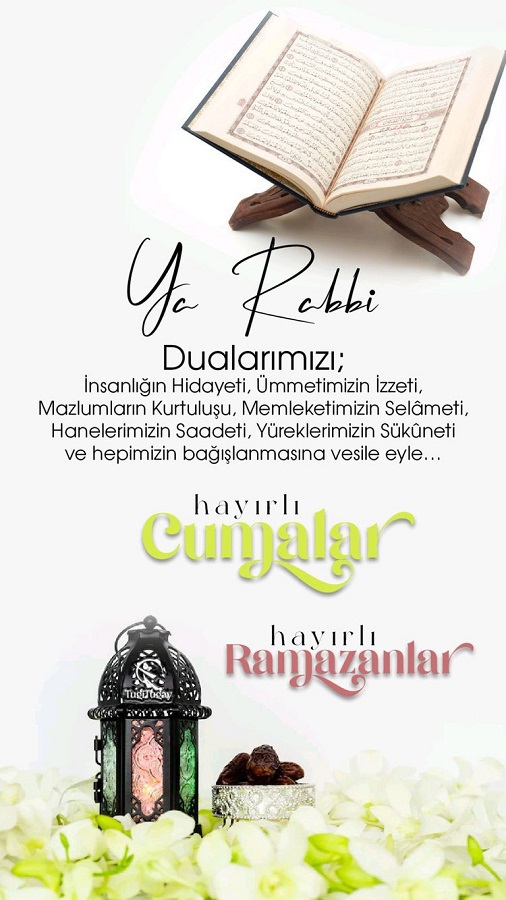 Ya Rabbi
Dualarımızı;
İnsanlığın Hidayeti, Ümmetimizin İzzeti,
Mazlumların Kurtuluşu, Memleketimizin Selâmeti,
Hanelerimizin Saadeti, Yüreklerimizin Sükûneti
ve hepimizin bağışlanmasına vesile eyle...
hayırlı
Cumalar
hayırlı
Ramazanlar
TugiTogay